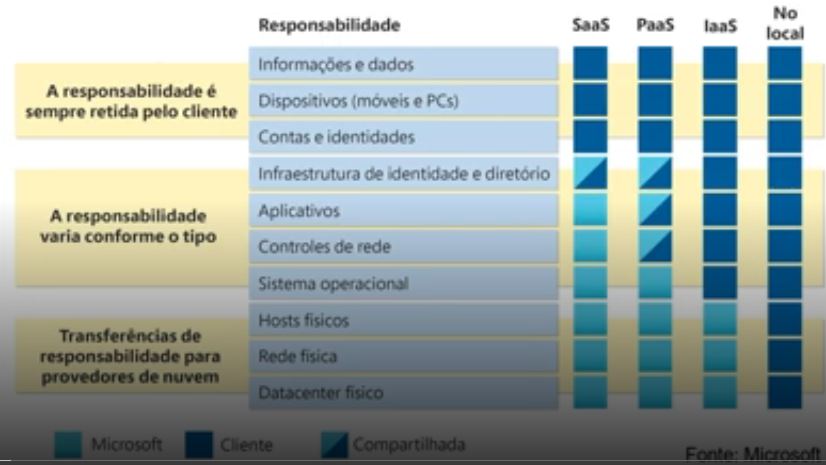 Responsabilidade SaaS PaaS IaaS No local
Informações e dados
A responsabilidade é
sempre retida pelo cliente
Dispositivos (móveis e PCs)
Contas e identidades
Infraestrutura de identidade e diretório
A responsabilidade
varia conforme o tipo
Aplicativos
Controles de rede
Sistema operacional
Transferências de
responsabilidade para
provedores de nuvem
Hosts físicos
Rede física
Datacenter físico
Microsoft Cliente Compartilhada
Fonte: Microsoft